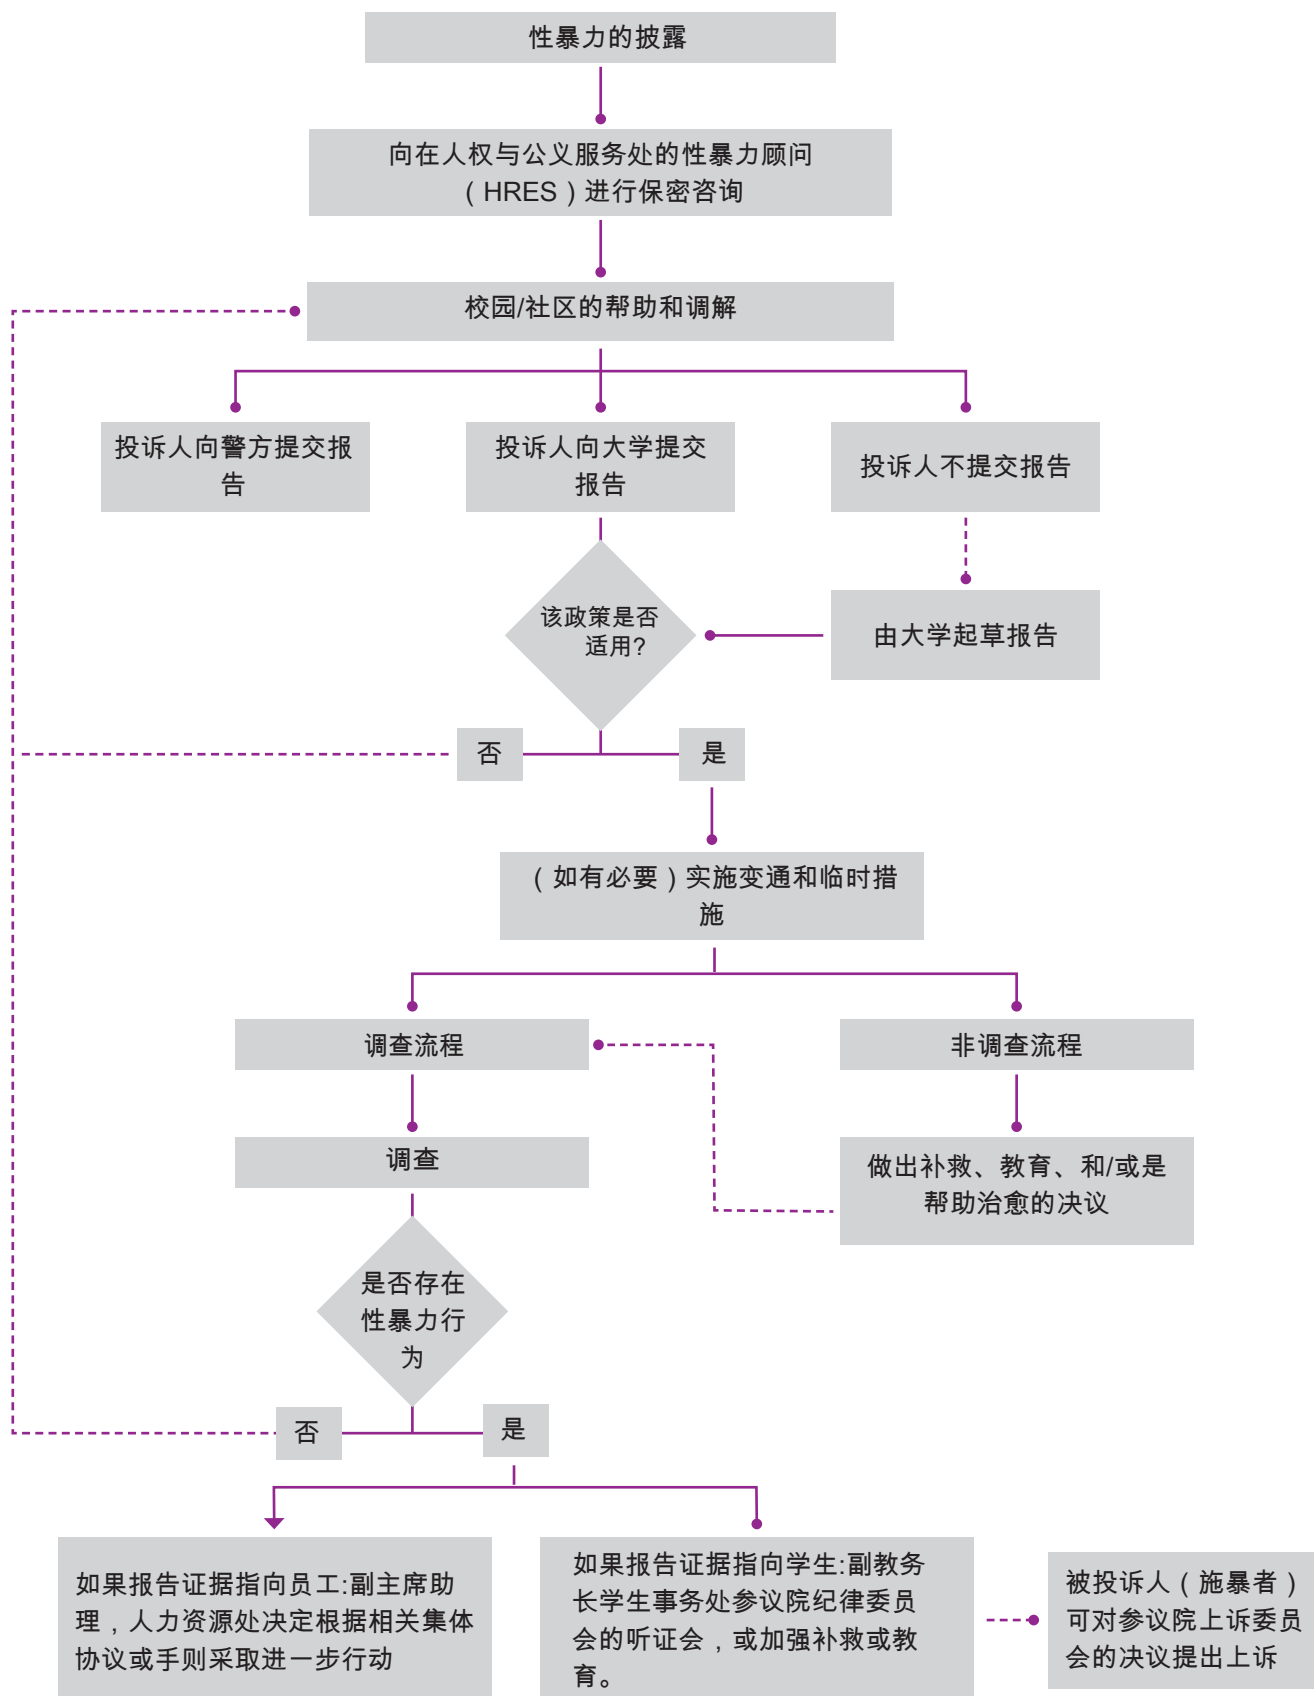 性暴力的披露
向在人权与公义服务处的性暴力顾问
（HRES）进行保密咨询
校园/社区的帮助和调解
投诉人向警方提交报
告
投诉人向大学提交
报告
投诉人不提交报告
该政策是否
适用?
由大学起草报告
否
是
（如有必要）实施变通和临时措
施
调查流程
非调查流程
调查
做出补救、教育、和/或是
帮助治愈的决议
是否存在
性暴力行
为
否
是
如果报告证据指向员工:副主席助
理，人力资源处决定根据相关集体
协议或手则采取进一步行动
如果报告证据指向学生:副教务
长学生事务处参议院纪律委员
会的听证会，或加强补救或教
育。
被投诉人（施暴者）
可对参议院上诉委员
会的决议提出上诉